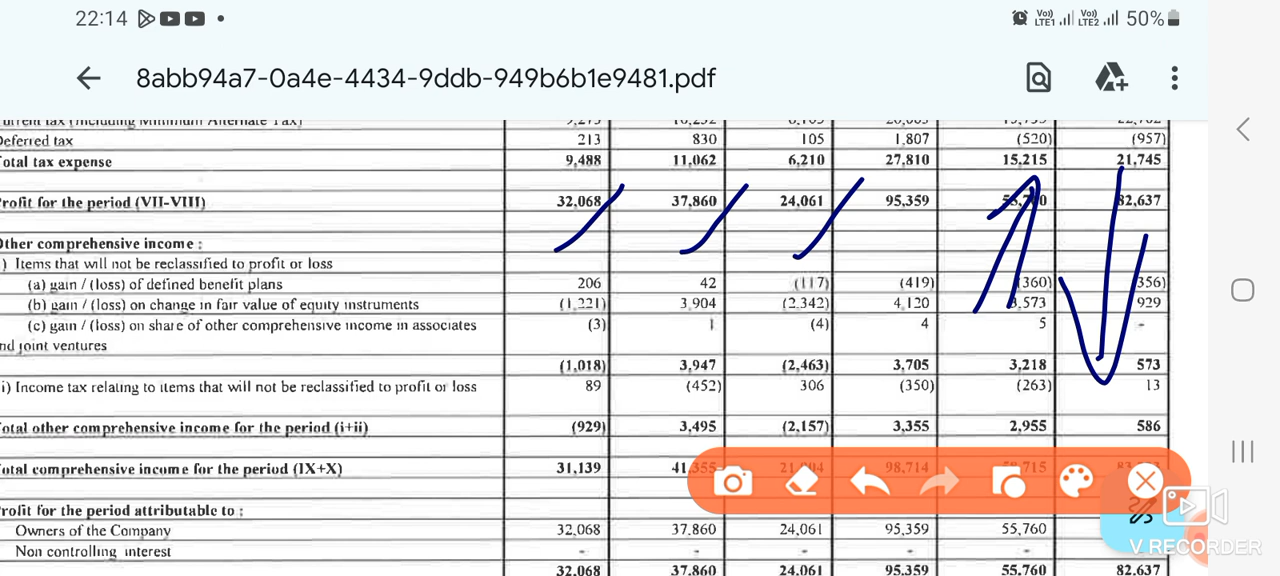 22:14 Vo) LTE1 Vo) LTE2 50%
8abb94a7-0a4e-4434-9ddb-949b6b1e9481.pdf
Deferred tax 213 830 105 1,807 (520) (957)
Total tax expense 9,488 11,062 6,210 27,810 15,215 21,745
rofit for the period (VII-VIII) 32,068 37,860 24,061 95,359 82,637
Other comprehensive income :
) Items that will not be reclassified to profit or loss
(a) gain / (loss) of defined benefit plans 206 42 (117) (419) (360) 356)
(b) gain / (loss) on change in fair value of equity instruments (1,221) 3,904 (2,342) 4,120 929
(c) gain / (loss) on share of other comprehensive income in associates (3) 1 (4) 4 5 -
nd joint ventures
(1,018) 3,947 (2,463) 3,705 3,218 573
i) Income tax relating to items that will not be reclassified to profit or loss 89 (452) 306 (350) (263) 13
otal other comprehensive income for the period (i+ii) (929) 3,495 (2,157) 3,355 2,955 586
otal comprehensive income for the period (IX+X) 31,139 98,714
rofit for the period attributable to :
Owners of the Company 32,068 37,860 24,061 95,359 55,760
Non controlling interest - - - - -
32,068 37,860 24,061 95,359 55,760 82,637
V RECORDER